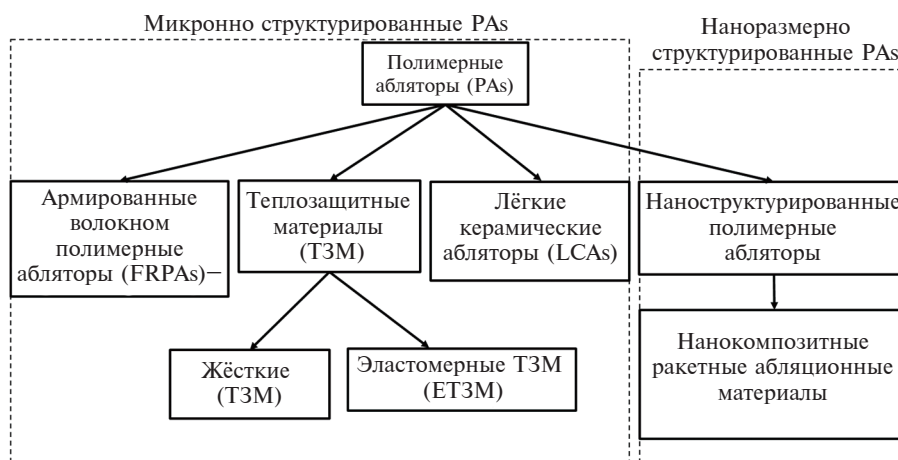 Микронно структурированные PAs
Наноразмерно
структурированные PAs
Полимерные
абляторы (PAs)
Армированные
волокном
полимерные
абляторы (FRPAs)–
Теплозащитные
материалы
(ТЗМ)
Лёгкие
керамические
абляторы (LCAs)
Наноструктурированные
полимерные
абляторы
Жёсткие
(ТЗМ)
Эластомерные ТЗМ
(ЕТЗМ)
Нанокомпозитные
ракетные абляционные
материалы